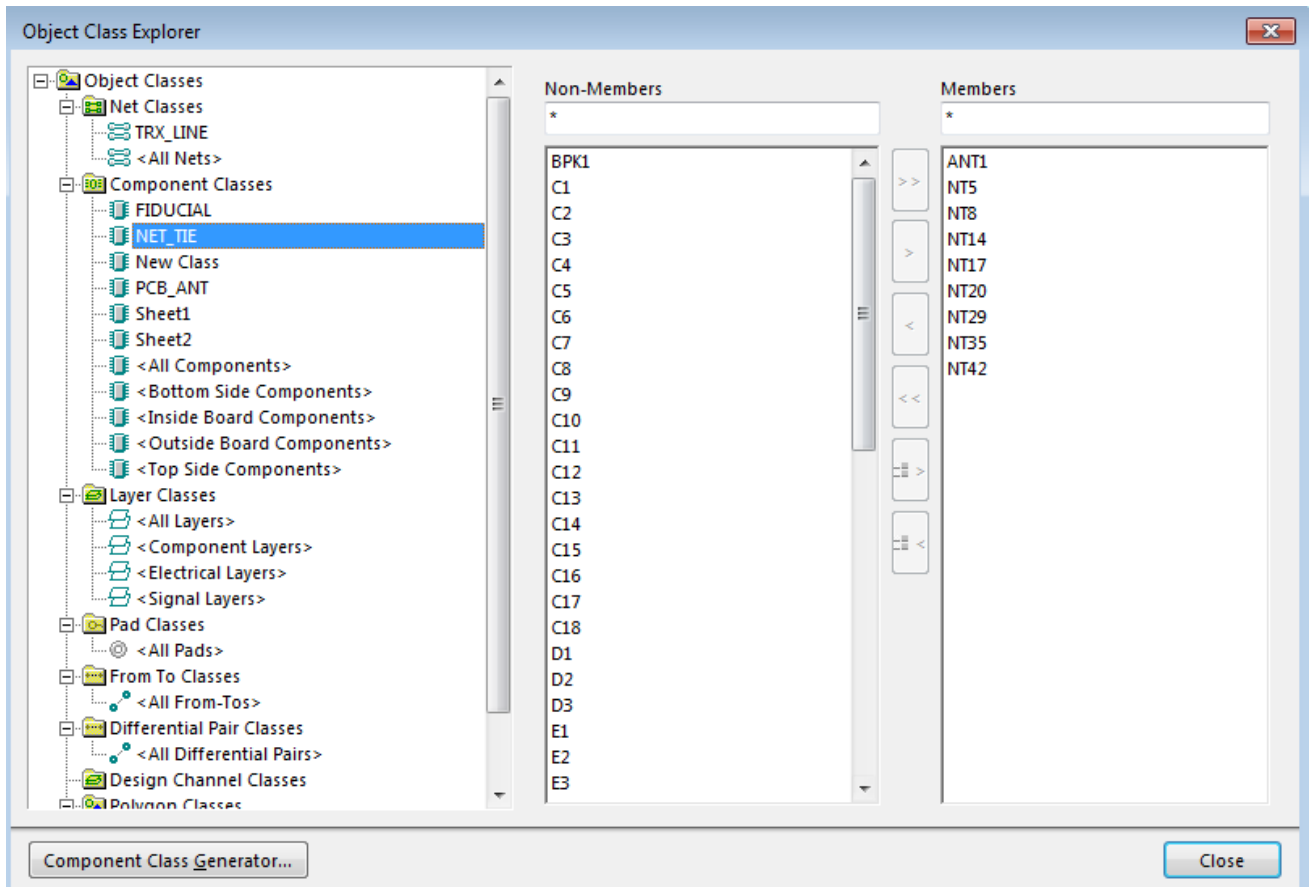 Object Class Explorer
Object Classes
Net Classes
TRX_LINE
<All Nets>
Component Classes
FIDUCIAL
NET_TIE
New Class
PCB_ANT
Sheet1
Sheet2
<All Components>
<Bottom Side Components>
<Inside Board Components>
<Outside Board Components>
<Top Side Components>
Layer Classes
<All Layers>
<Component Layers>
<Electrical Layers>
<Signal Layers>
Pad Classes
<All Pads>
From To Classes
<All From-Tos>
Differential Pair Classes
<All Differential Pairs>
Design Channel Classes
Polygon Classes
Non-Members
*
BPK1
C1
C2
C3
C4
C5
C6
C7
C8
C9
C10
C11
C12
C13
C14
C15
C16
C17
C18
D1
D2
D3
E1
E2
E3
>>
>
<
<<
>
<
Members
*
ANT1
NT5
NT8
NT14
NT17
NT20
NT29
NT35
NT42
Component Class Generator...
Close